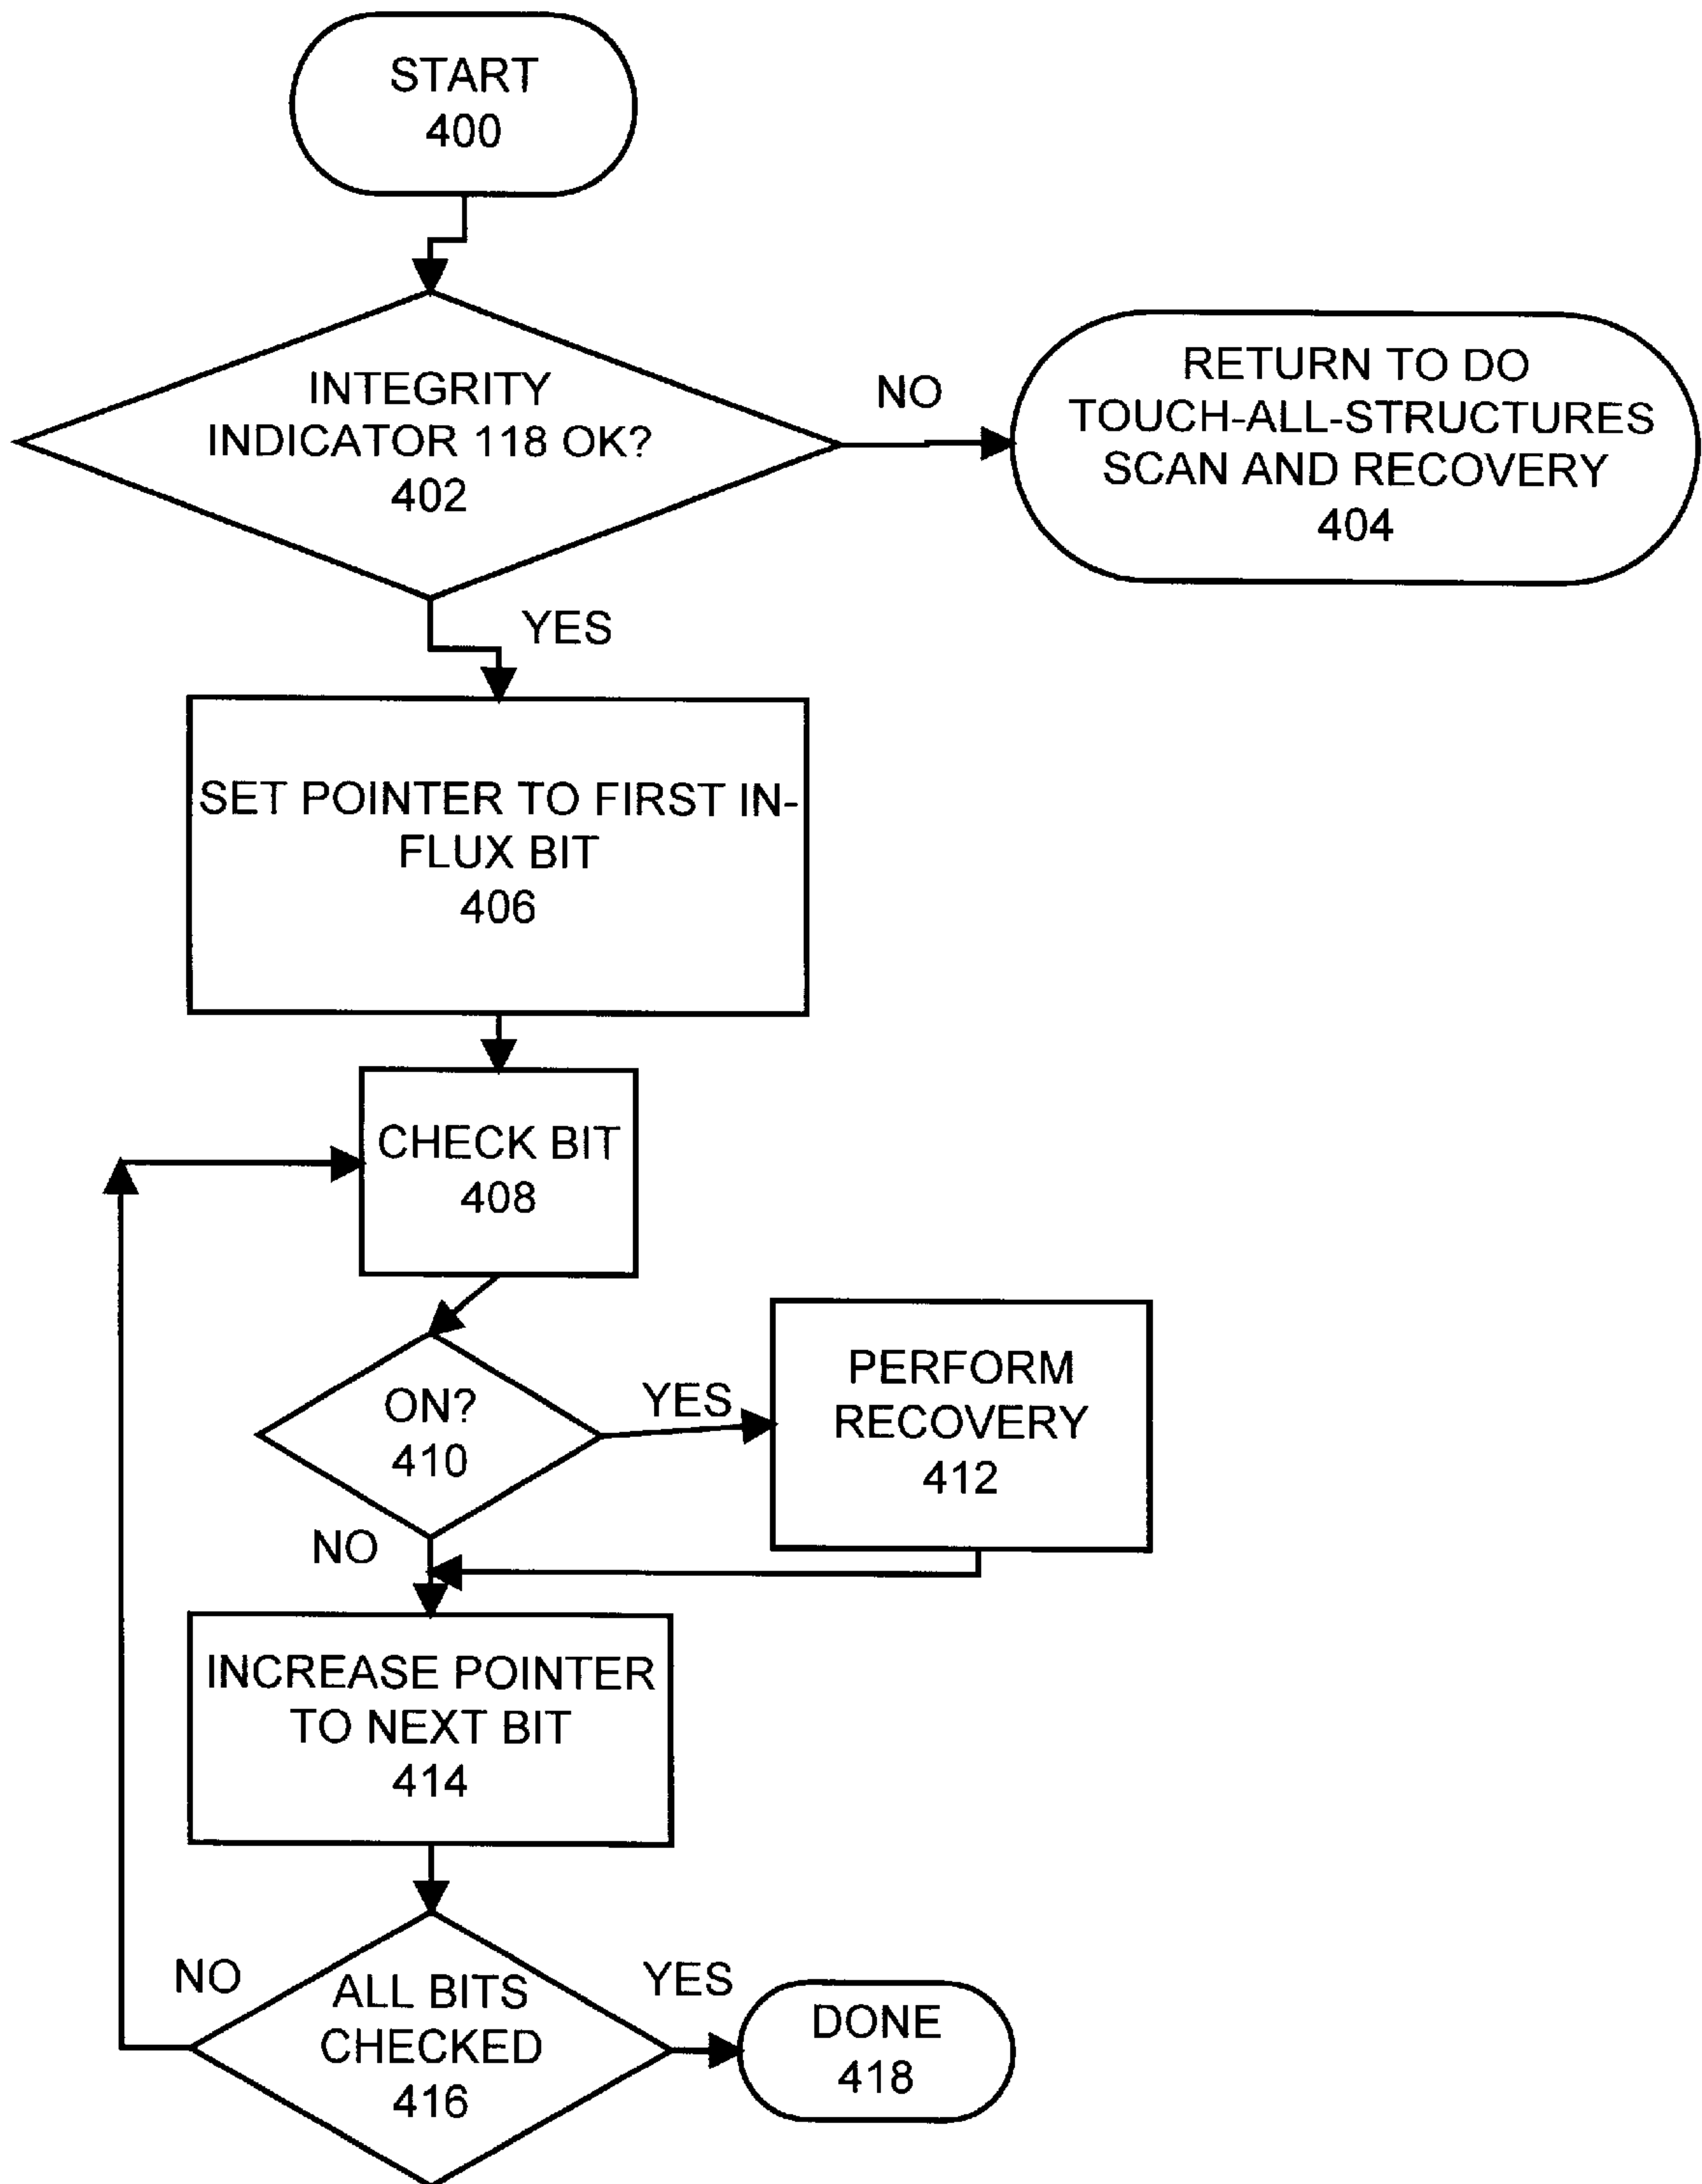 START
400
INTEGRITY
INDICATOR 118 OK?
402
NO
RETURN TO DO
TOUCH-ALL-STRUCTURES
SCAN AND RECOVERY
404
YES
SET POINTER TO FIRST IN-
FLUX BIT
406
CHECK BIT
408
ON?
410
YES
PERFORM
RECOVERY
412
NO
INCREASE POINTER
TO NEXT BIT
414
NO
ALL BITS
CHECKED
416
YES
DONE
418